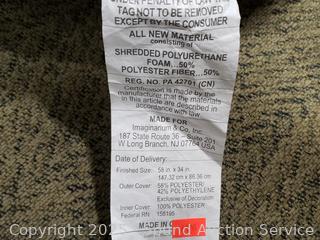 UNDER PENALTY OF LAW THIS
TAG NOT TO BE REMOVED
EXCEPT BY THE CONSUMER
ALL NEW MATERIAL
consisting of
SHREDDED POLYURETHANE
FOAM...50%
POLYESTER FIBER...50%
REG. NO. PA 42701 (CN)
Certification is made by the
manufacturer that the materials
in this article are described in
accordance with law.
MADE FOR
Imaginarium & Co, Inc.
187 State Route 36 – Suite 201
W Long Branch, NJ 07764 USA
Date of Delivery:
Finished Size: 58 in. x 34 in.
147.32 cm x 86.36 cm
Outer Cover: 58% POLYESTER/
42% POLYETHYLENE
Exclusive of Decoration
Inner Cover: 100% POLYESTER
Federal RN: 156195
MADE IN
Copyright 202 Bend Auction Services